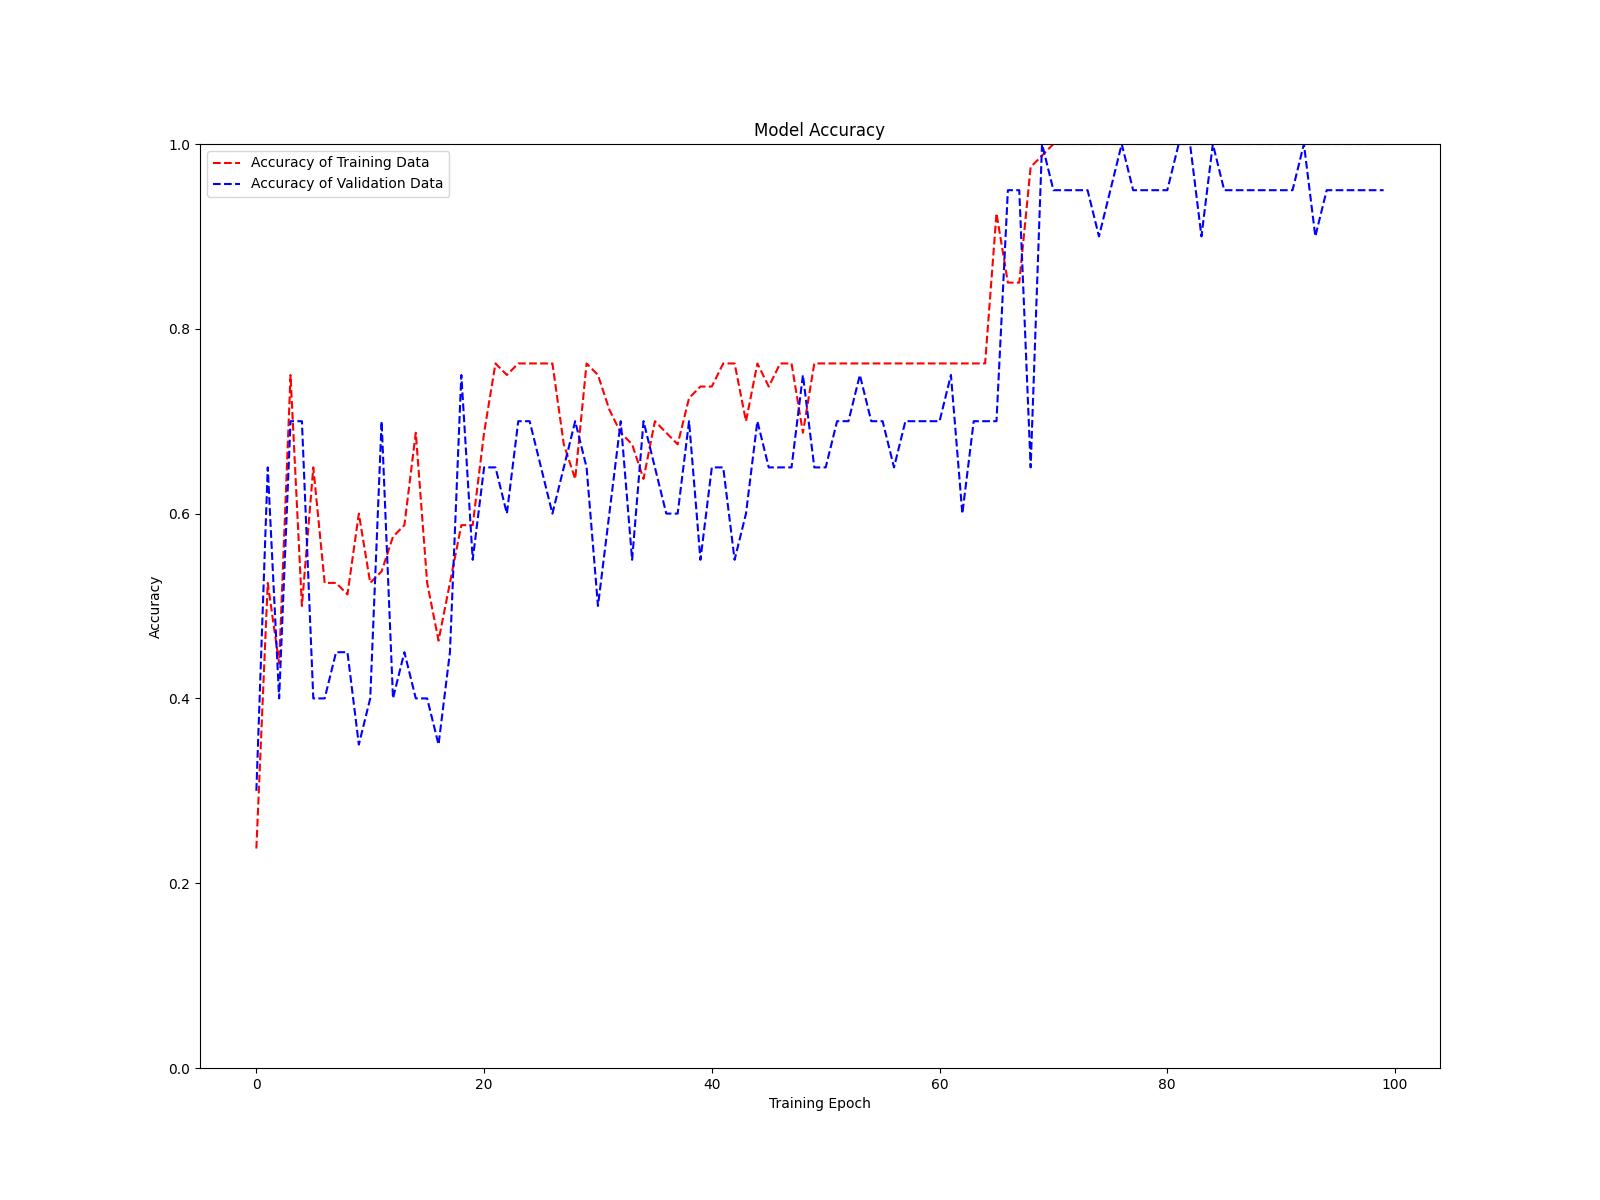 Model Accuracy
Accuracy of Training Data
Accuracy of Validation Data
1.0
0.8
0.6
0.4
0.2
0.0
Accuracy
0 20 40 60 80 100
Training Epoch